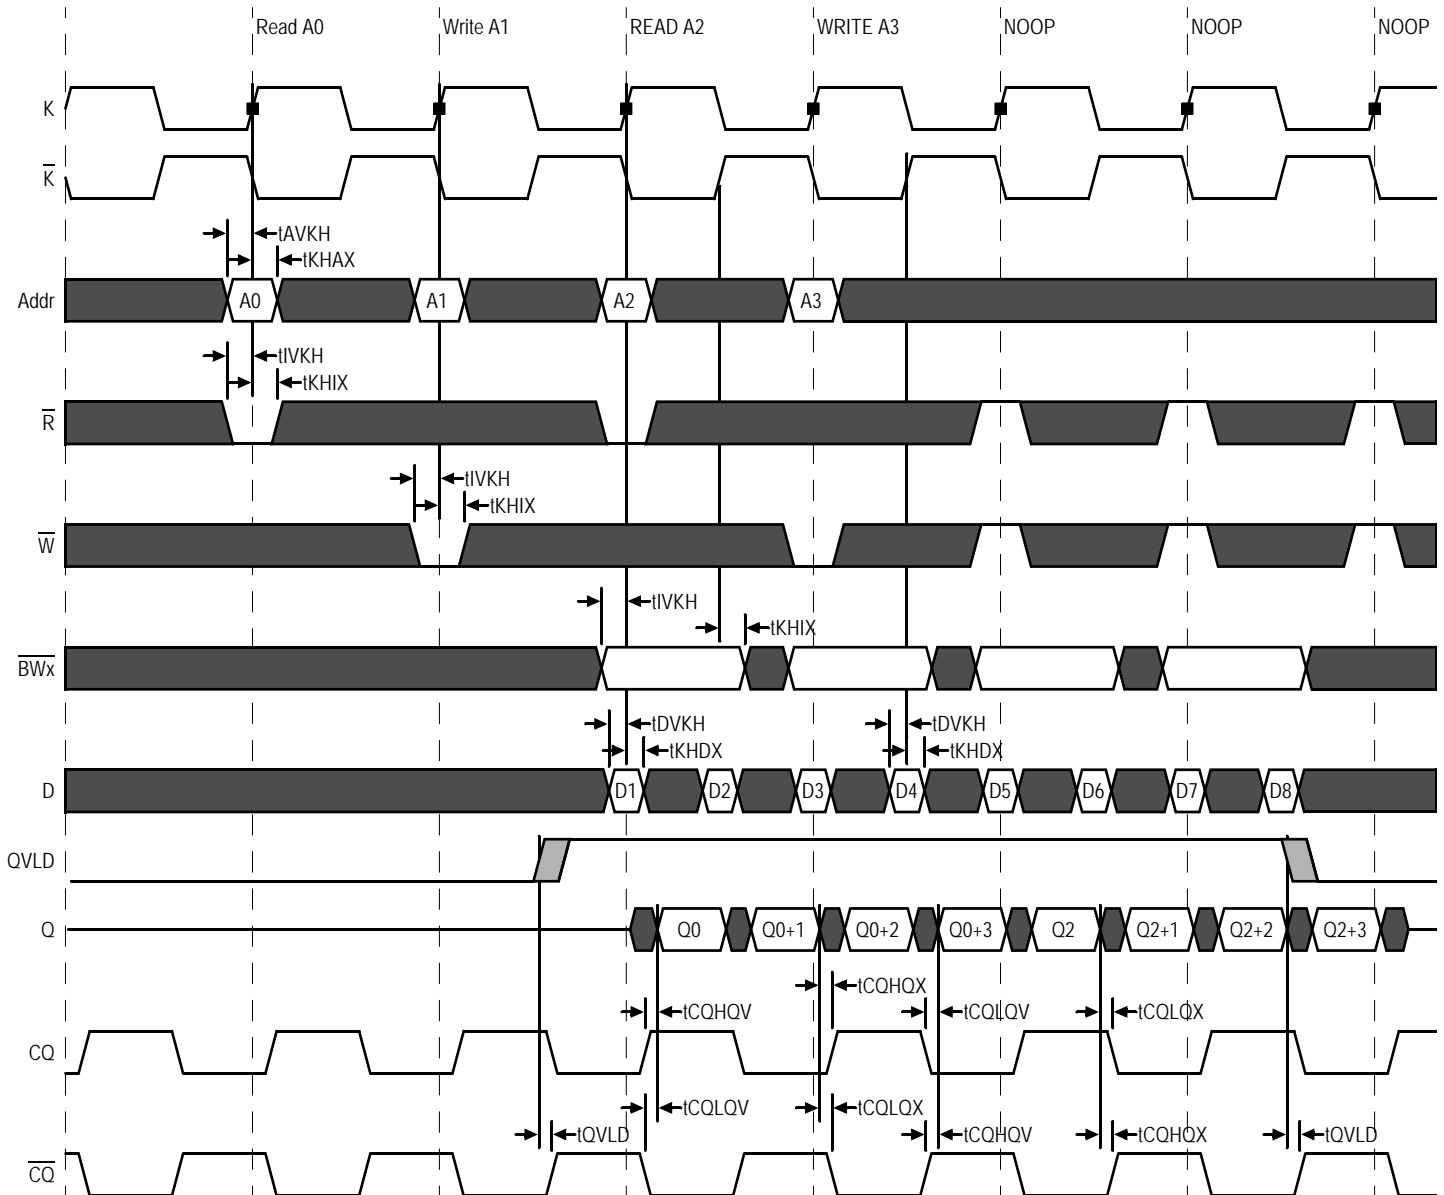 Read A0 Write A1 READ A2 WRITE A3 NOOP NOOP NOOP
K
K̅
tAVKH
tKHAX
Addr A0 A1 A2 A3
tIVKH
tKHIX
R̅
tIVKH
tKHIX
W̅
tIVKH
tKHIX
B̅W̅x̅
tDVKH tDVKH
tKHDX tKHDX
D D1 D2 D3 D4 D5 D6 D7 D8
QVLD
Q Q0 Q0+1 Q0+2 Q0+3 Q2 Q2+1 Q2+2 Q2+3
tCQHQX
tCQHQV tCQLQV tCQLQX
CQ
tCQLQV tCQLQX
tQVLD tCQHQV tCQHQX tQVLD
C̅Q̅